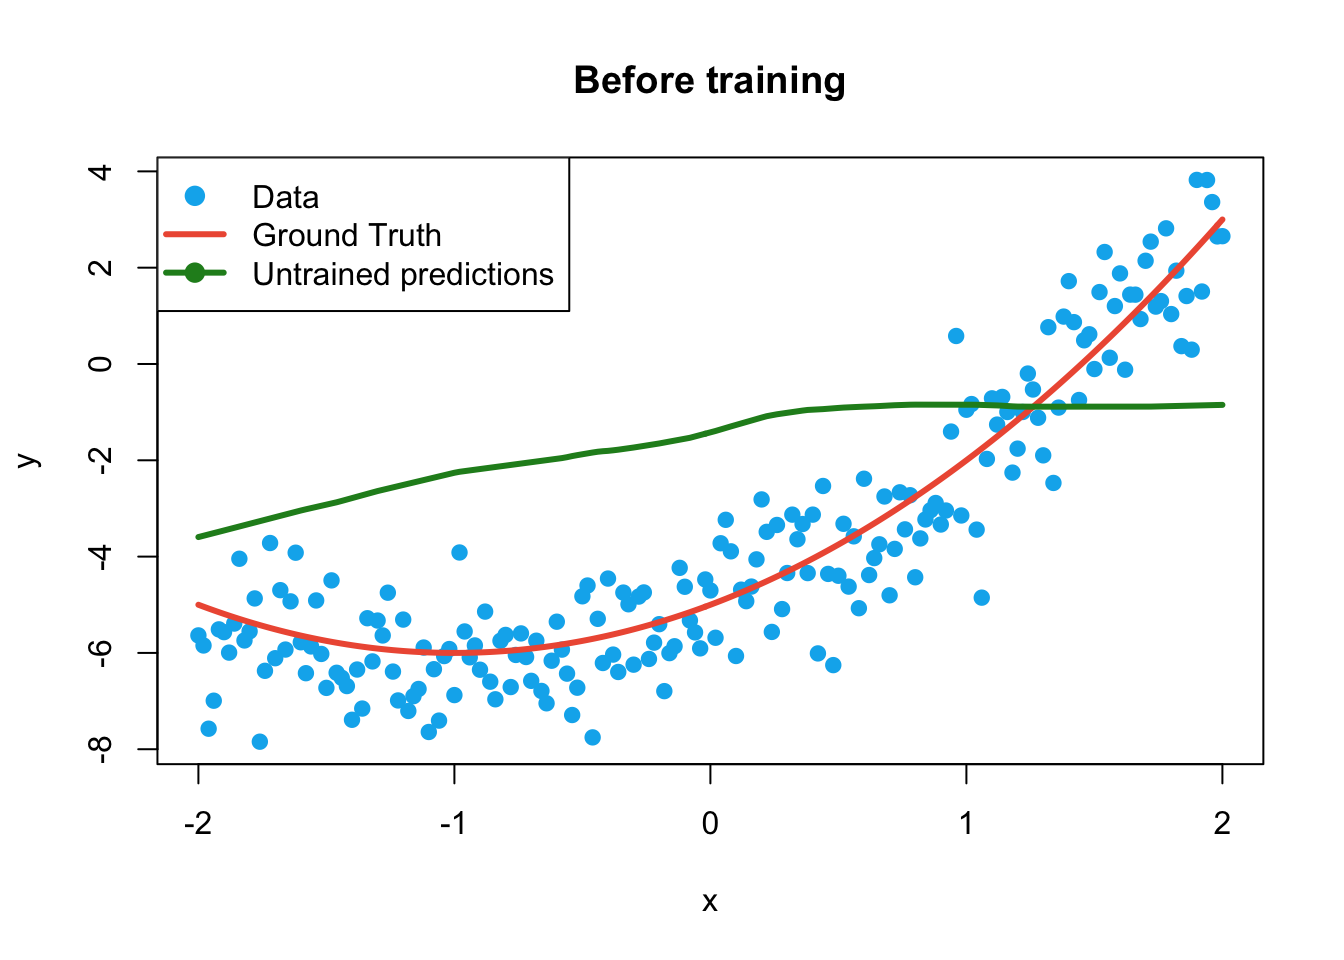 Before training
Data
Ground Truth
Untrained predictions
4
2
0
-2
-4
-6
-8
y
-2 -1 0 1 2
x